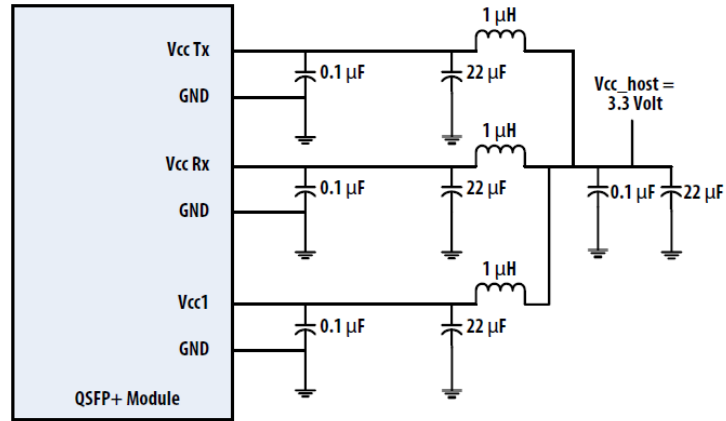 1 µH
Vcc Tx
0.1 µF
22 µF
GND
Vcc_host =
3.3 Volt
1 µH
Vcc Rx
0.1 µF
22 µF
0.1 µF
22 µF
GND
1 µH
Vcc1
0.1 µF
22 µF
GND
QSFP+ Module